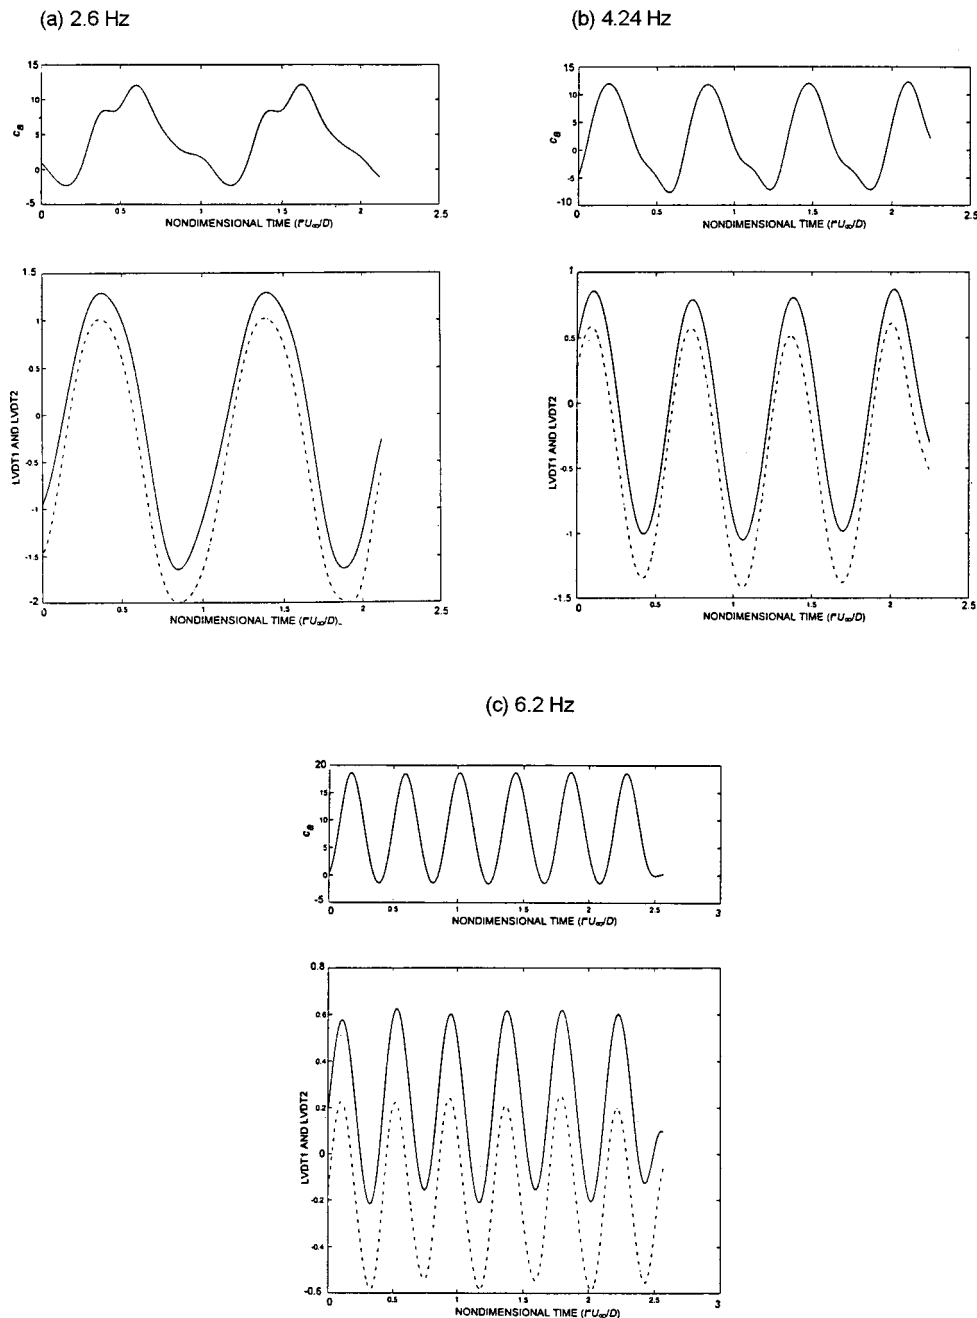 (a) 2.6 Hz
15
10
5
0
-5
c_B
0 0.5 1 1.5 2 2.5
NONDIMENSIONAL TIME (t*U∞/D)
1.5
1
0.5
0
-0.5
-1
-1.5
-2
LVDT1 AND LVDT2
0 0.5 1 1.5 2 2.5
NONDIMENSIONAL TIME (t*U∞/D)
(b) 4.24 Hz
15
10
5
0
-5
-10
c_B
0 0.5 1 1.5 2 2.5
NONDIMENSIONAL TIME (t*U∞/D)
1
0.5
0
-0.5
-1
-1.5
LVDT1 AND LVDT2
0 0.5 1 1.5 2 2.5
NONDIMENSIONAL TIME (t*U∞/D)
(c) 6.2 Hz
20
15
10
5
0
-5
c_B
0 0.5 1 1.5 2 2.5 3
NONDIMENSIONAL TIME (t*U∞/D)
0.8
0.6
0.4
0.2
0
-0.2
-0.4
-0.6
LVDT1 AND LVDT2
0 0.5 1 1.5 2 2.5 3
NONDIMENSIONAL TIME (t*U∞/D)